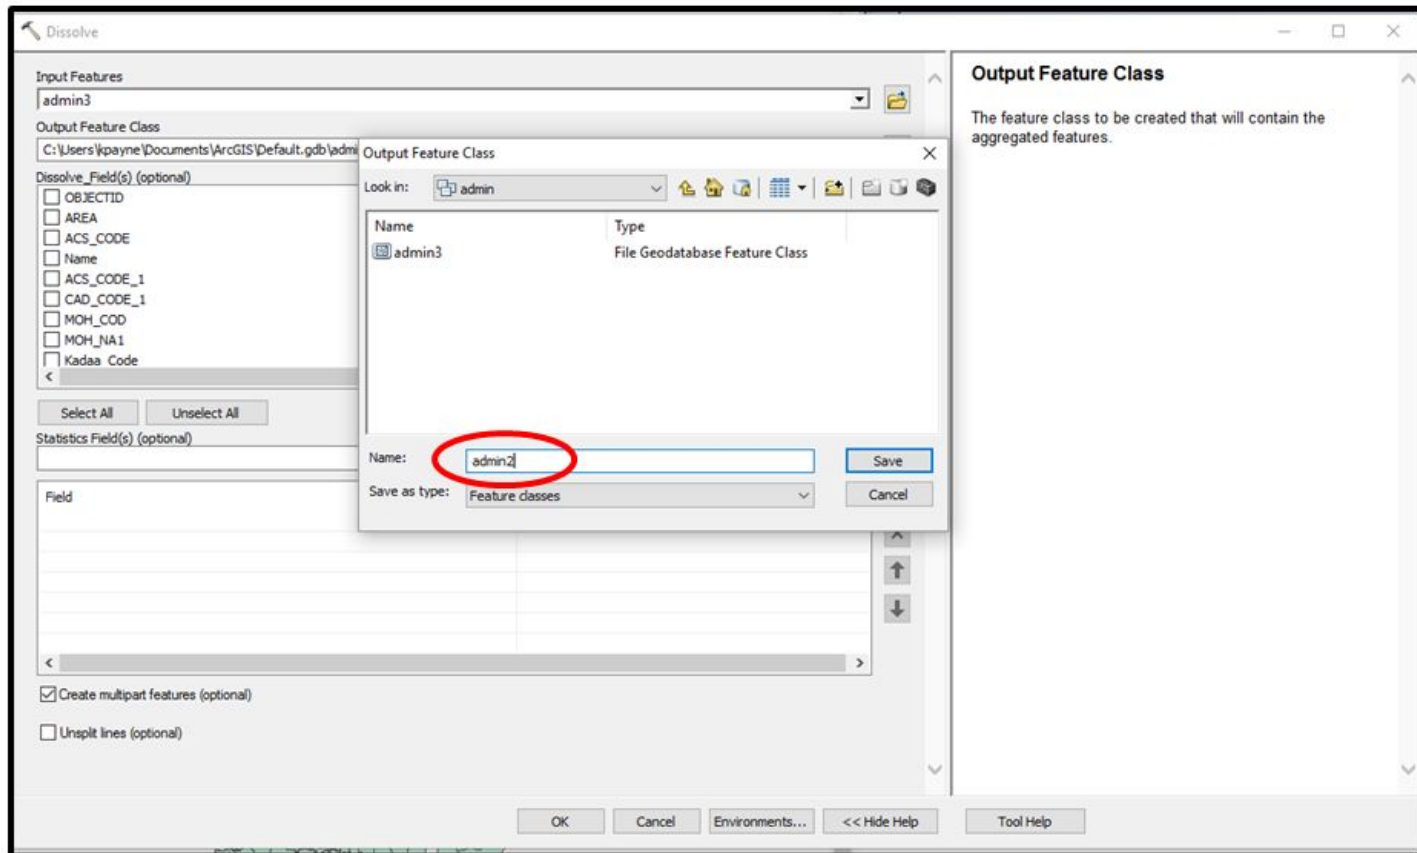 Dissolve
Input Features
admin3
Output Feature Class
C:\Users\kpayne\Documents\ArcGIS\Default.gdb\admi
Dissolve_Field(s) (optional)
OBJECTID
AREA
ACS_CODE
Name
ACS_CODE_1
CAD_CODE_1
MOH_COD
MOH_NA1
Kadaa_Code
Select All Unselect All
Statistics Field(s) (optional)
Field
Create multipart features (optional)
Unsplit lines (optional)
Output Feature Class
Look in: admin
Name Type
admin3 File Geodatabase Feature Class
Name: admin2 Save
Save as type: Feature classes Cancel
OK Cancel Environments... << Hide Help Tool Help
Output Feature Class
The feature class to be created that will contain the
aggregated features.